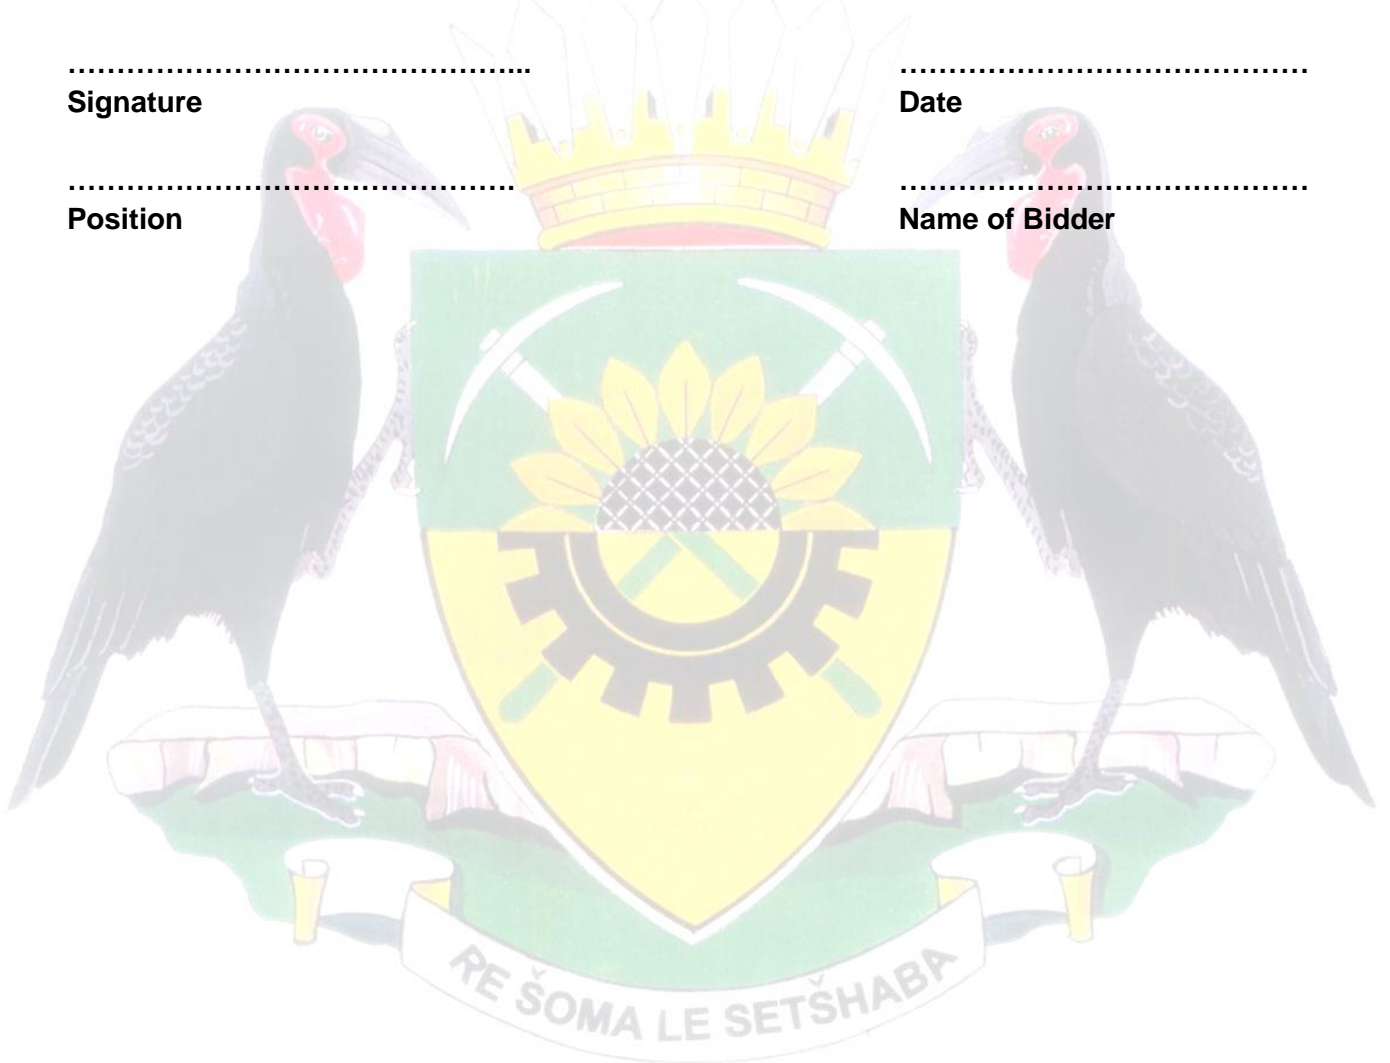 …………………………………………... ……………………………………
Signature Date
………………………………………. ……………………………………
Position Name of Bidder
RE ŠOMA LE SETŠHABA